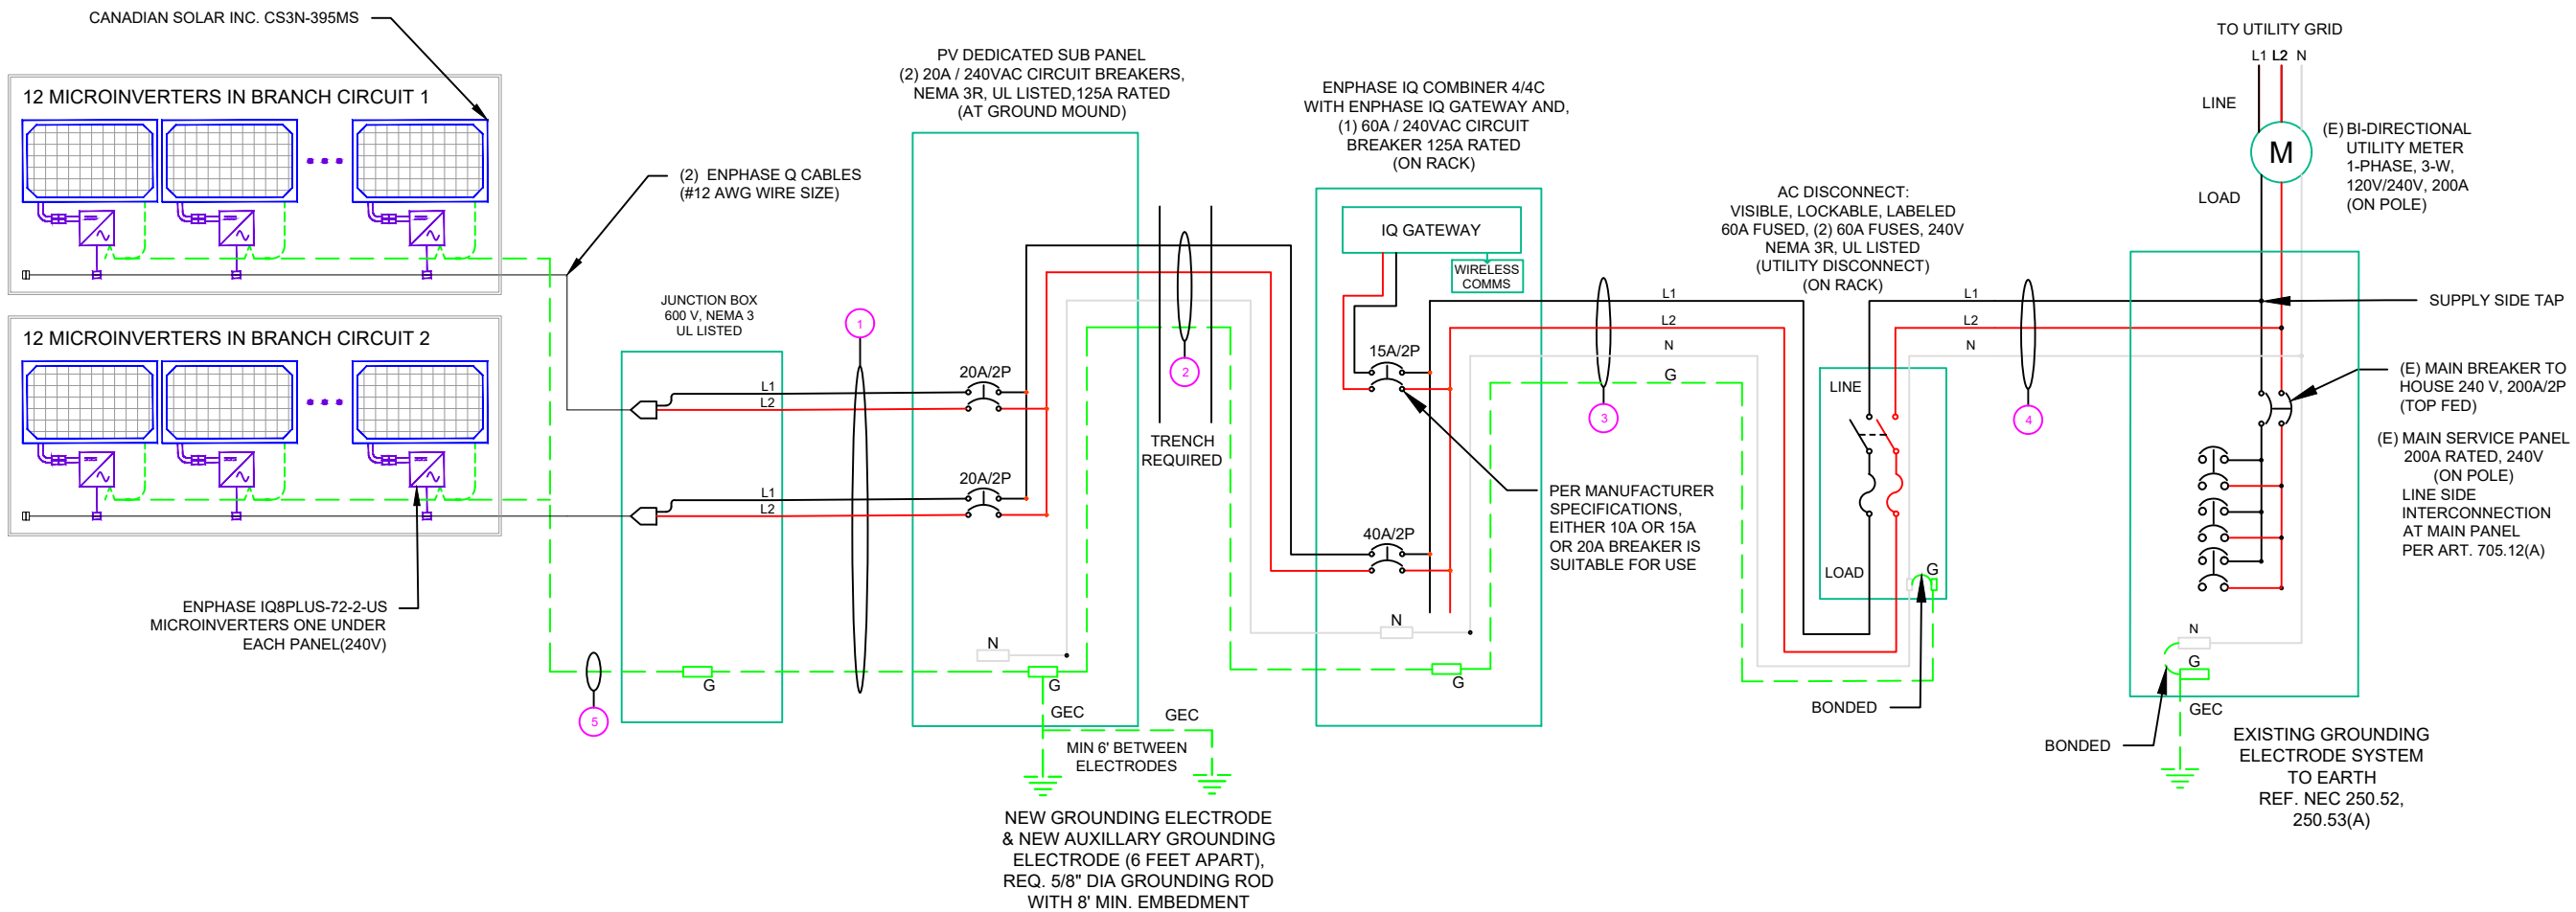 CANADIAN SOLAR INC. CS3N-395MS
12 MICROINVERTERS IN BRANCH CIRCUIT 1
12 MICROINVERTERS IN BRANCH CIRCUIT 2
ENPHASE IQ8PLUS-72-2-US
MICROINVERTERS ONE UNDER
EACH PANEL(240V)
(2) ENPHASE Q CABLES
(#12 AWG WIRE SIZE)
JUNCTION BOX
600 V, NEMA 3
UL LISTED
L1
L2
L1
L2
G
5
1
PV DEDICATED SUB PANEL
(2) 20A / 240VAC CIRCUIT BREAKERS,
NEMA 3R, UL LISTED,125A RATED
(AT GROUND MOUND)
20A/2P
20A/2P
N
G
GEC
GEC
MIN 6' BETWEEN
ELECTRODES
NEW GROUNDING ELECTRODE
& NEW AUXILLARY GROUNDING
ELECTRODE (6 FEET APART),
REQ. 5/8" DIA GROUNDING ROD
WITH 8' MIN. EMBEDMENT
2
TRENCH
REQUIRED
ENPHASE IQ COMBINER 4/4C
WITH ENPHASE IQ GATEWAY AND,
(1) 60A / 240VAC CIRCUIT
BREAKER 125A RATED
(ON RACK)
IQ GATEWAY
WIRELESS
COMMS
15A/2P
40A/2P
N
G
PER MANUFACTURER
SPECIFICATIONS,
EITHER 10A OR 15A
OR 20A BREAKER IS
SUITABLE FOR USE
L1
L2
N
G
3
AC DISCONNECT:
VISIBLE, LOCKABLE, LABELED
60A FUSED, (2) 60A FUSES, 240V
NEMA 3R, UL LISTED
(UTILITY DISCONNECT)
(ON RACK)
LINE
LOAD
G
BONDED
L1
L2
N
4
TO UTILITY GRID
L1 L2 N
LINE
M
LOAD
(E) BI-DIRECTIONAL
UTILITY METER
1-PHASE, 3-W,
120V/240V, 200A
(ON POLE)
SUPPLY SIDE TAP
(E) MAIN BREAKER TO
HOUSE 240 V, 200A/2P
(TOP FED)
(E) MAIN SERVICE PANEL
200A RATED, 240V
(ON POLE)
LINE SIDE
INTERCONNECTION
AT MAIN PANEL
PER ART. 705.12(A)
N
G
GEC
BONDED
EXISTING GROUNDING
ELECTRODE SYSTEM
TO EARTH
REF. NEC 250.52,
250.53(A)